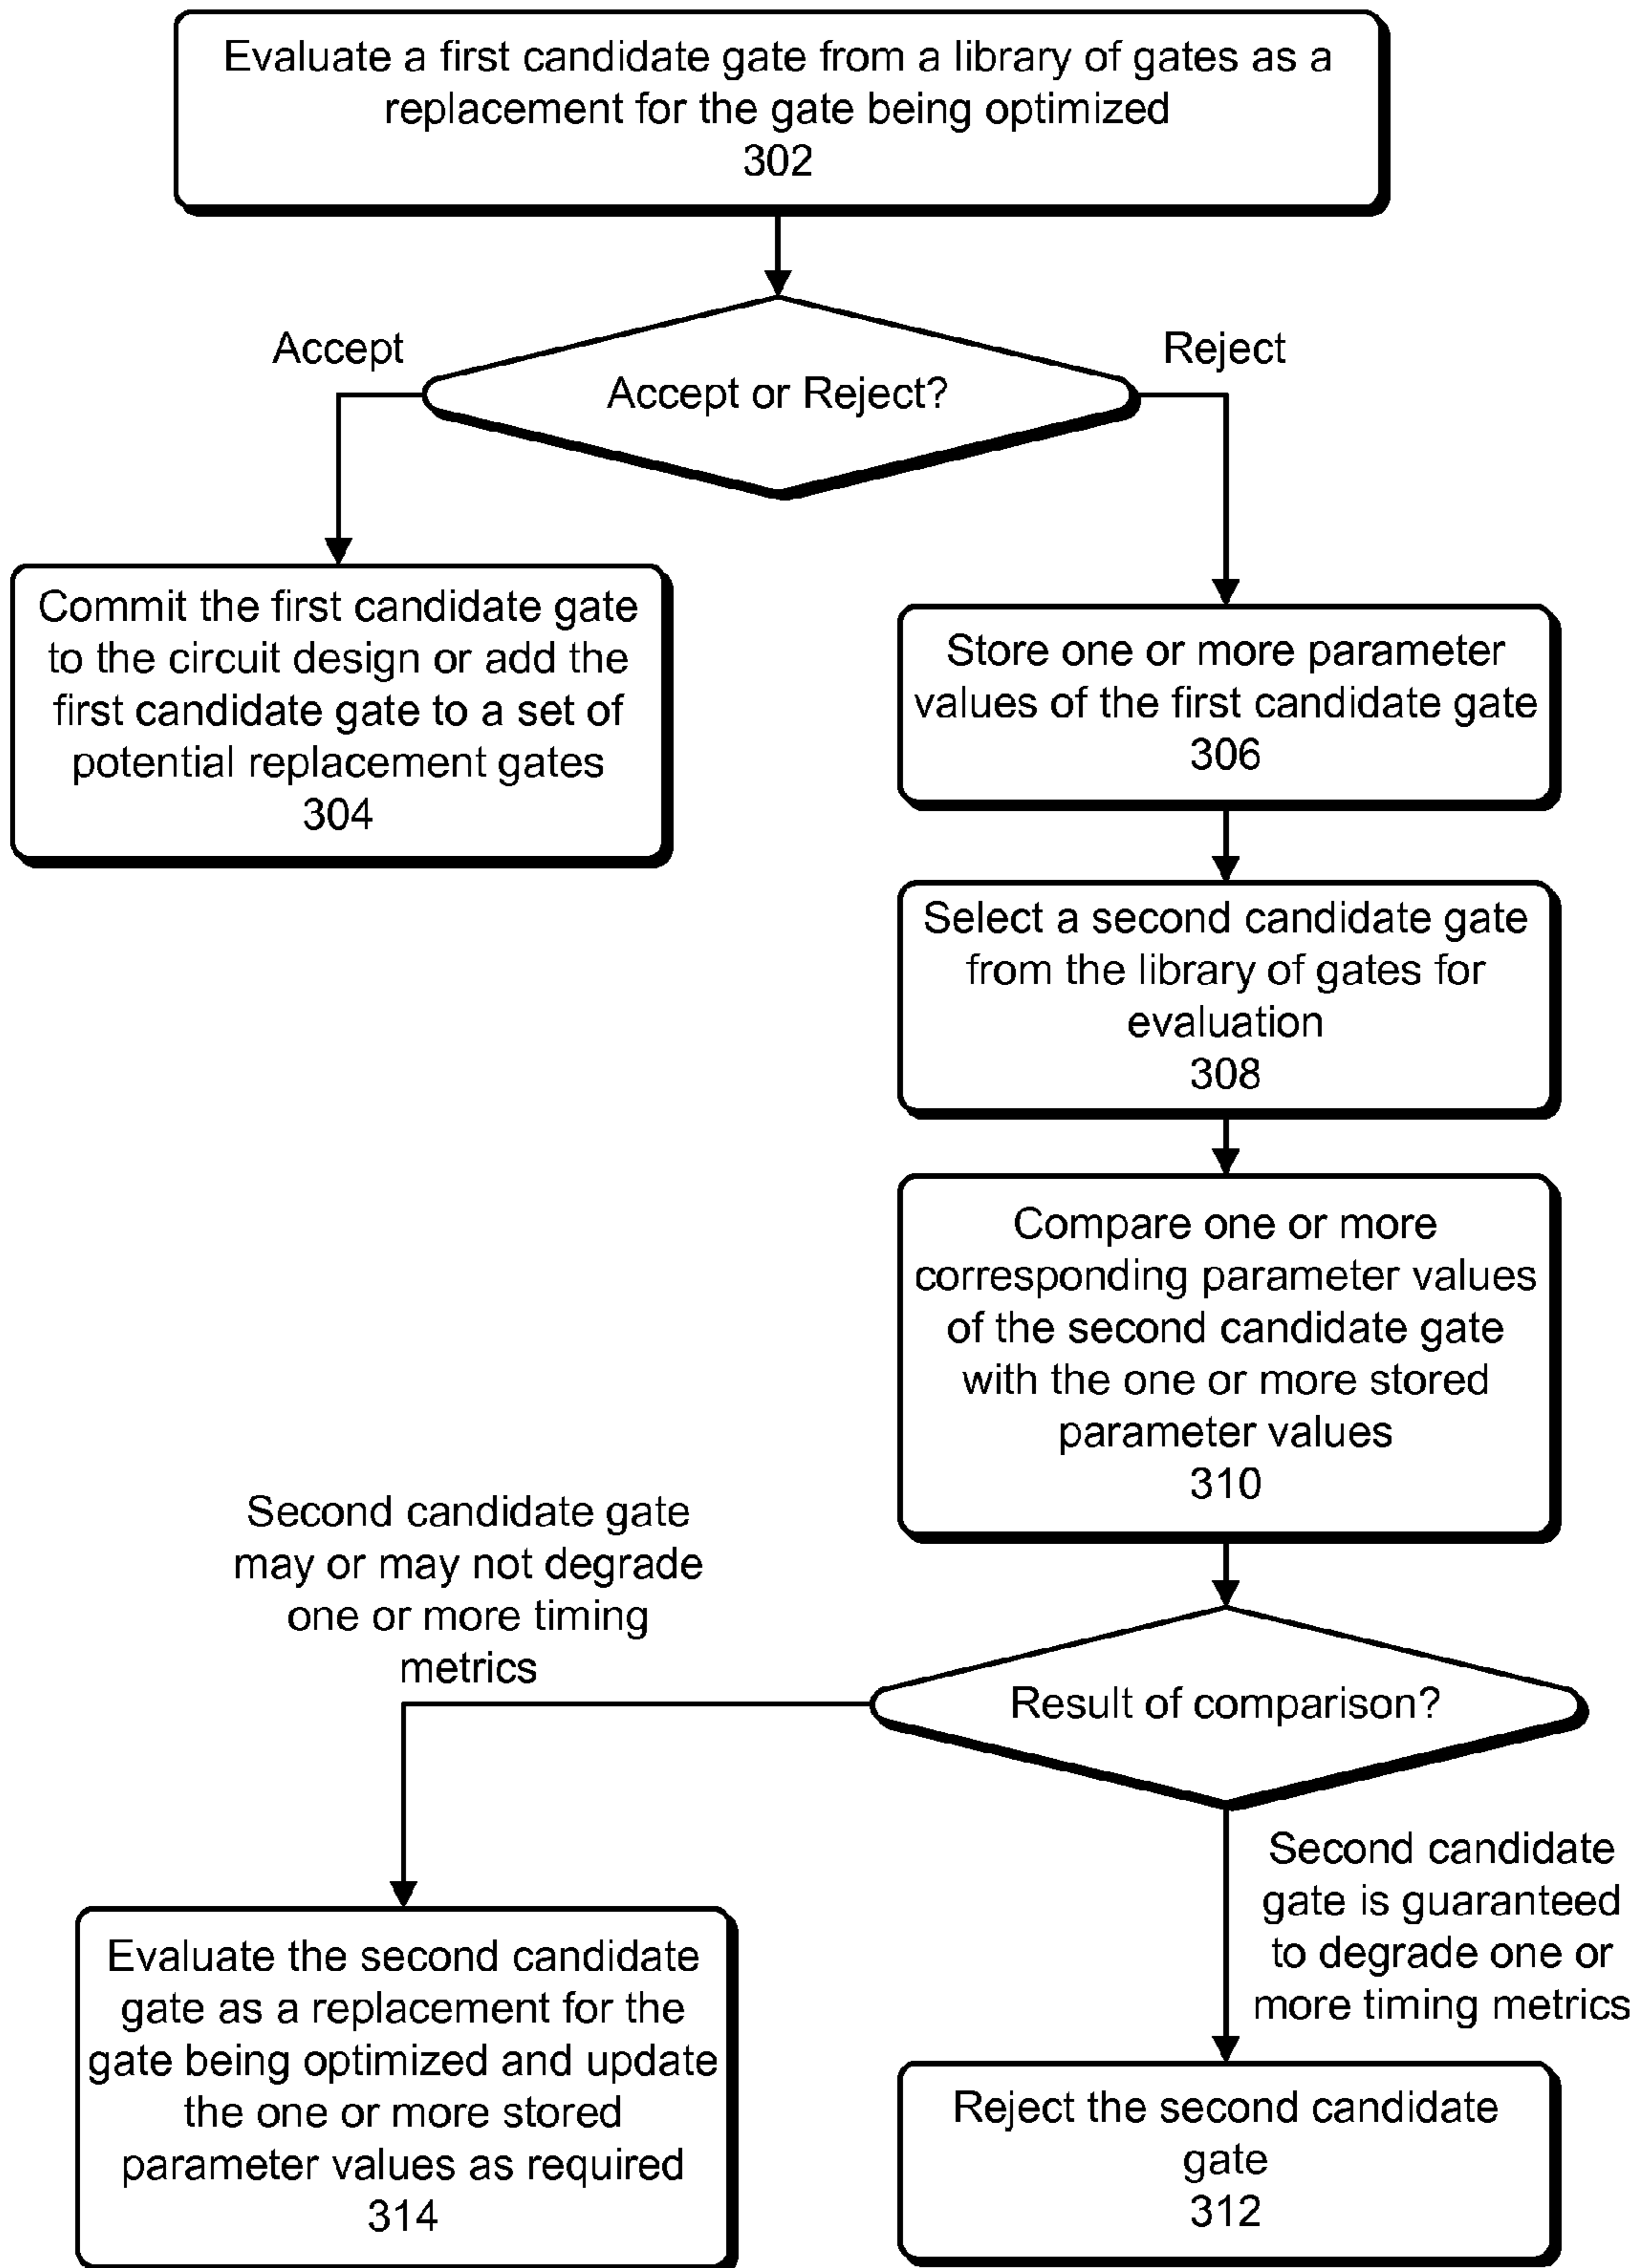 Evaluate a first candidate gate from a library of gates as a
replacement for the gate being optimized
302
Accept
Reject
Accept or Reject?
Commit the first candidate gate
to the circuit design or add the
first candidate gate to a set of
potential replacement gates
304
Store one or more parameter
values of the first candidate gate
306
Select a second candidate gate
from the library of gates for
evaluation
308
Compare one or more
corresponding parameter values
of the second candidate gate
with the one or more stored
parameter values
310
Second candidate gate
may or may not degrade
one or more timing
metrics
Result of comparison?
Second candidate
gate is guaranteed
to degrade one or
more timing metrics
Evaluate the second candidate
gate as a replacement for the
gate being optimized and update
the one or more stored
parameter values as required
314
Reject the second candidate
gate
312